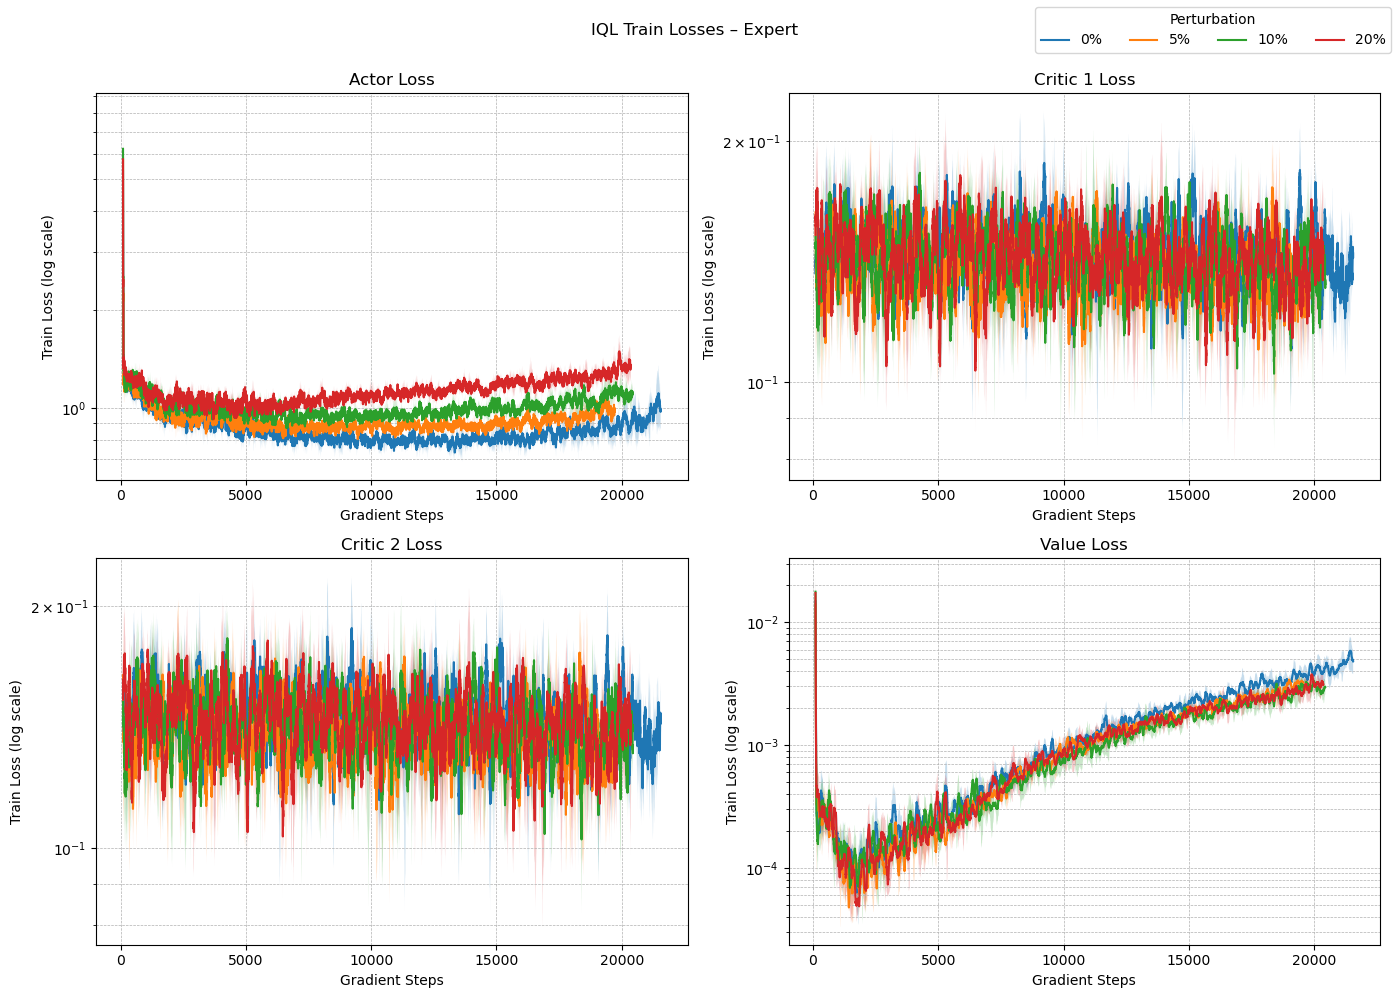 IQL Train Losses – Expert
Perturbation
0% 5% 10% 20%
Actor Loss
Train Loss (log scale)
10⁰
0 5000 10000 15000 20000
Gradient Steps
Critic 1 Loss
Train Loss (log scale)
2 × 10⁻¹
10⁻¹
0 5000 10000 15000 20000
Gradient Steps
Critic 2 Loss
Train Loss (log scale)
2 × 10⁻¹
10⁻¹
0 5000 10000 15000 20000
Gradient Steps
Value Loss
Train Loss (log scale)
10⁻²
10⁻³
10⁻⁴
0 5000 10000 15000 20000
Gradient Steps